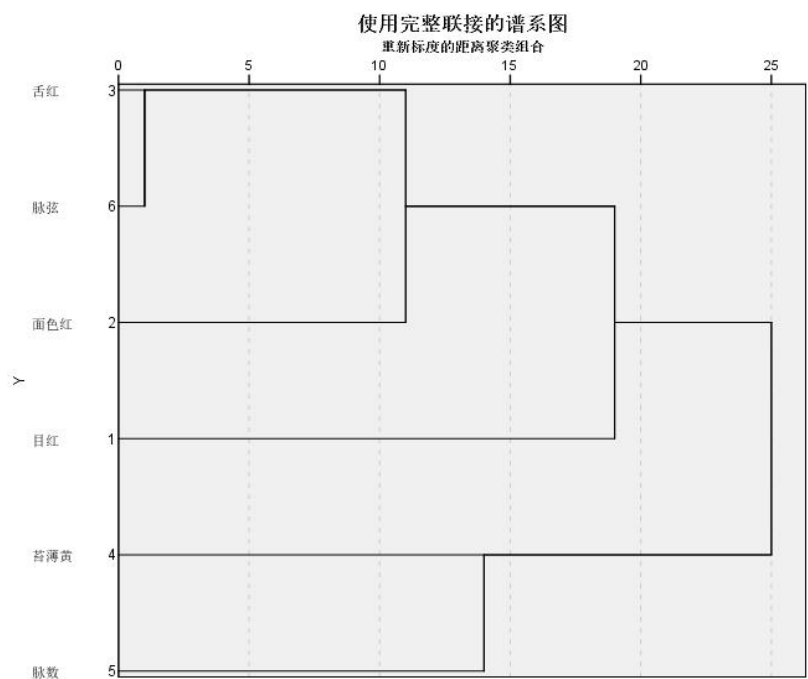 使用完整联接的谱系图
重新标度的距离聚类组合
0 5 10 15 20 25
舌红 3
脉弦 6
面色红 2
Y
目红 1
苔薄黄 4
脉数 5